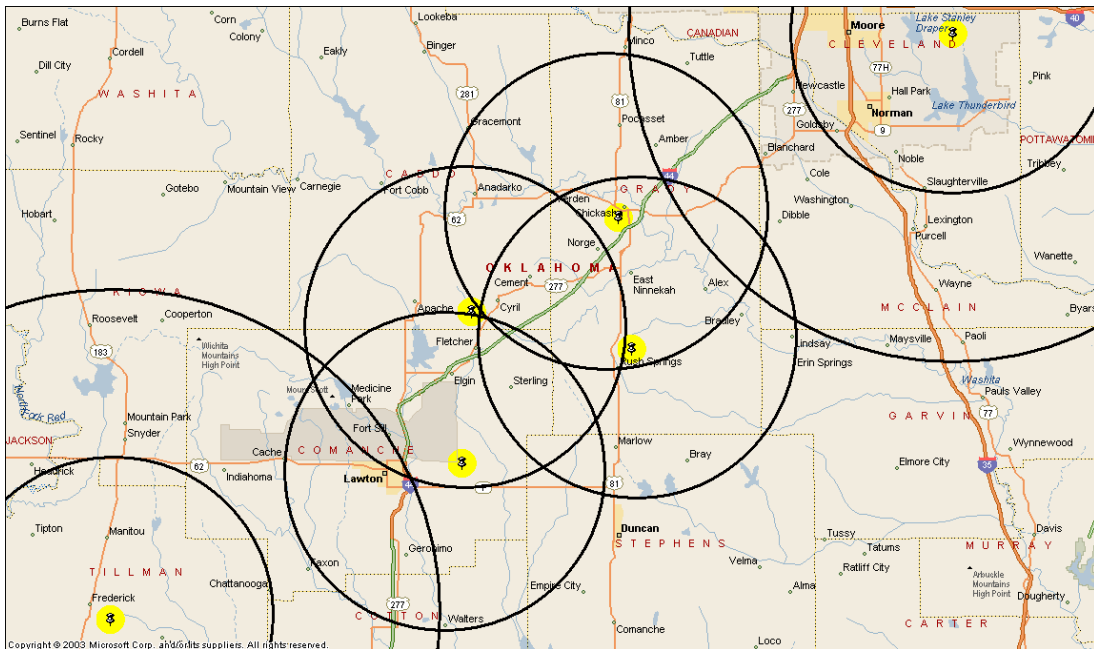 Burns Flat
Corn
Colony
Lookeba
Cordell
Eakly
Binger
Minco
CANADIAN
Tuttle
Moore
Lake Stanley
Draper
CLEVELAND
40
Dill City
WASHITA
281
81
77H
Pink
Newcastle
Hall Park
Lake Thunderbird
277
Norman
Gracemont
Pocasset
Goldsby
9
Sentinel
Rocky
Amber
Blanchard
Noble
POTTAWATOMI
Tribbey
CADDO
44
Cole
Slaughterville
Gotebo
Mountain View
Carnegie
Fort Cobb
Anadarko
Verden
GRADY
Hobart
62
Chickasha
Dibble
Washington
Lexington
Purcell
Norge
Wanette
OKLAHOMA
Cement
277
East
Ninnekah
Alex
Wayne
KIOWA
Roosevelt
Cooperton
Apache
Cyril
MCCLAIN
Byars
Bradley
183
Wichita
Mountains
High Point
Fletcher
Rush Springs
Lindsay
Maysville
Paoli
Erin Springs
Elgin
Sterling
Washita
North Fork Red
Mount Scott
Medicine
Park
Pauls Valley
Mountain Park
Snyder
Fort Sill
GARVIN
77
JACKSON
COMANCHE
Cache
Marlow
Wynnewood
Headrick
62
Indiahoma
Lawton
Bray
Elmore City
35
44
7
81
Tipton
Manitou
Duncan
STEPHENS
Tussy
Davis
MURRAY
Geronimo
Tatums
TILLMAN
Faxon
Velma
Ratliff City
Chattanooga
Empire City
Alma
Arbuckle
Mountains
High Point
Frederick
277
Dougherty
COTTON
Walters
Comanche
CARTER
Loco
Copyright © 2003 Microsoft Corp. and/or its suppliers. All rights reserved.